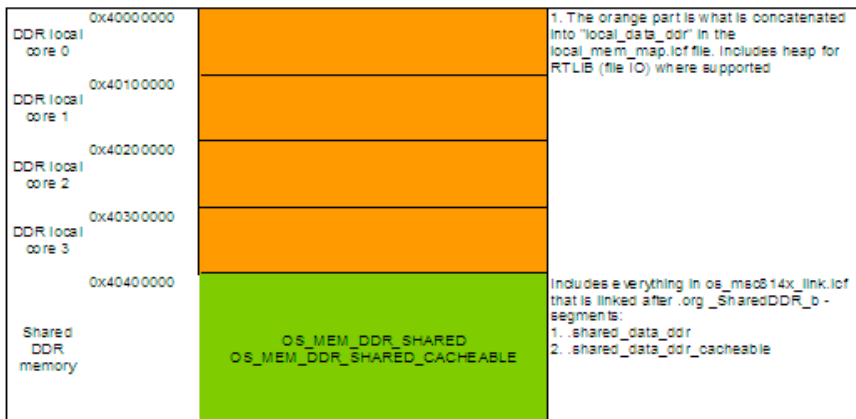 0x40000000
DDR local
core 0
1. The orange part is what is concatenated
into "local_data_ddr" in the
local_mem_map.lcf file. Includes heap for
RTLIB (file IO) where supported
0x40100000
DDR local
core 1
0x40200000
DDR local
core 2
0x40300000
DDR local
core 3
0x40400000
Shared
DDR
memory
OS_MEM_DDR_SHARED
OS_MEM_DDR_SHARED_CACHEABLE
Includes everything in os_msc814x_link.lcf
that is linked after .org _SharedDDR_b -
segments:
1. .shared_data_ddr
2. .shared_data_ddr_cacheable